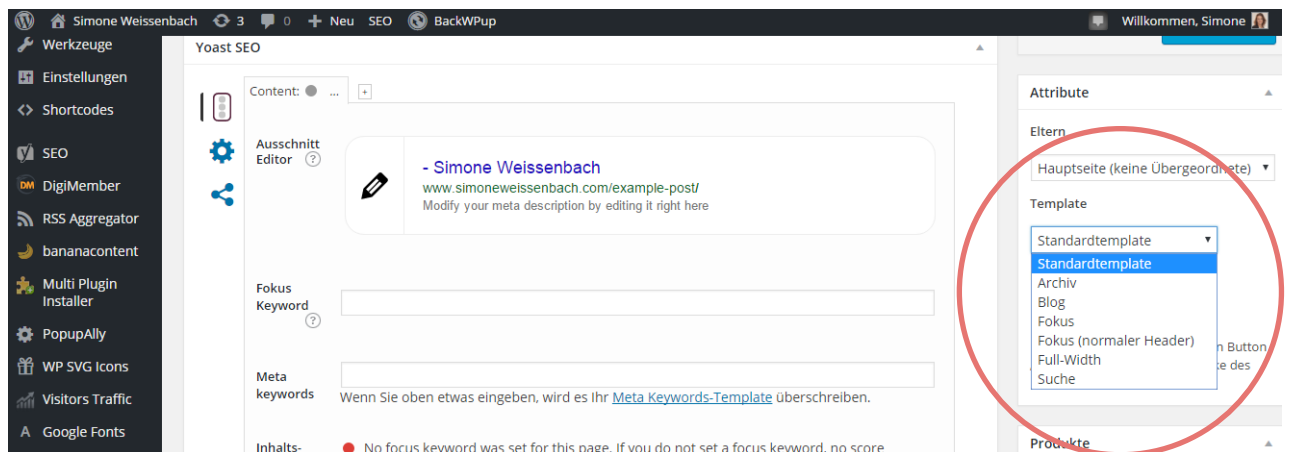 Simone Weissenbach 3 0 + Neu SEO BackWPup Willkommen, Simone
Werkzeuge
Einstellungen
Shortcodes
SEO
DigiMember
RSS Aggregator
bananacontent
Multi Plugin
Installer
PopupAlly
WP SVG Icons
Visitors Traffic
Google Fonts
Yoast SEO
Content: ... +
Ausschnitt
Editor ?
- Simone Weissenbach
www.simoneweissenbach.com/example-post/
Modify your meta description by editing it right here
Fokus
Keyword
?
Meta
keywords
Wenn Sie oben etwas eingeben, wird es Ihr Meta Keywords-Template überschreiben.
Inhalts-
No focus keyword was set for this page. If you do not set a focus keyword, no score
Attribute
Eltern
Hauptseite (keine Übergeordnete)
Template
Standardtemplate
Standardtemplate
Archiv
Blog
Fokus
Fokus (normaler Header)
Full-Width
Suche
Button
des
Produkte